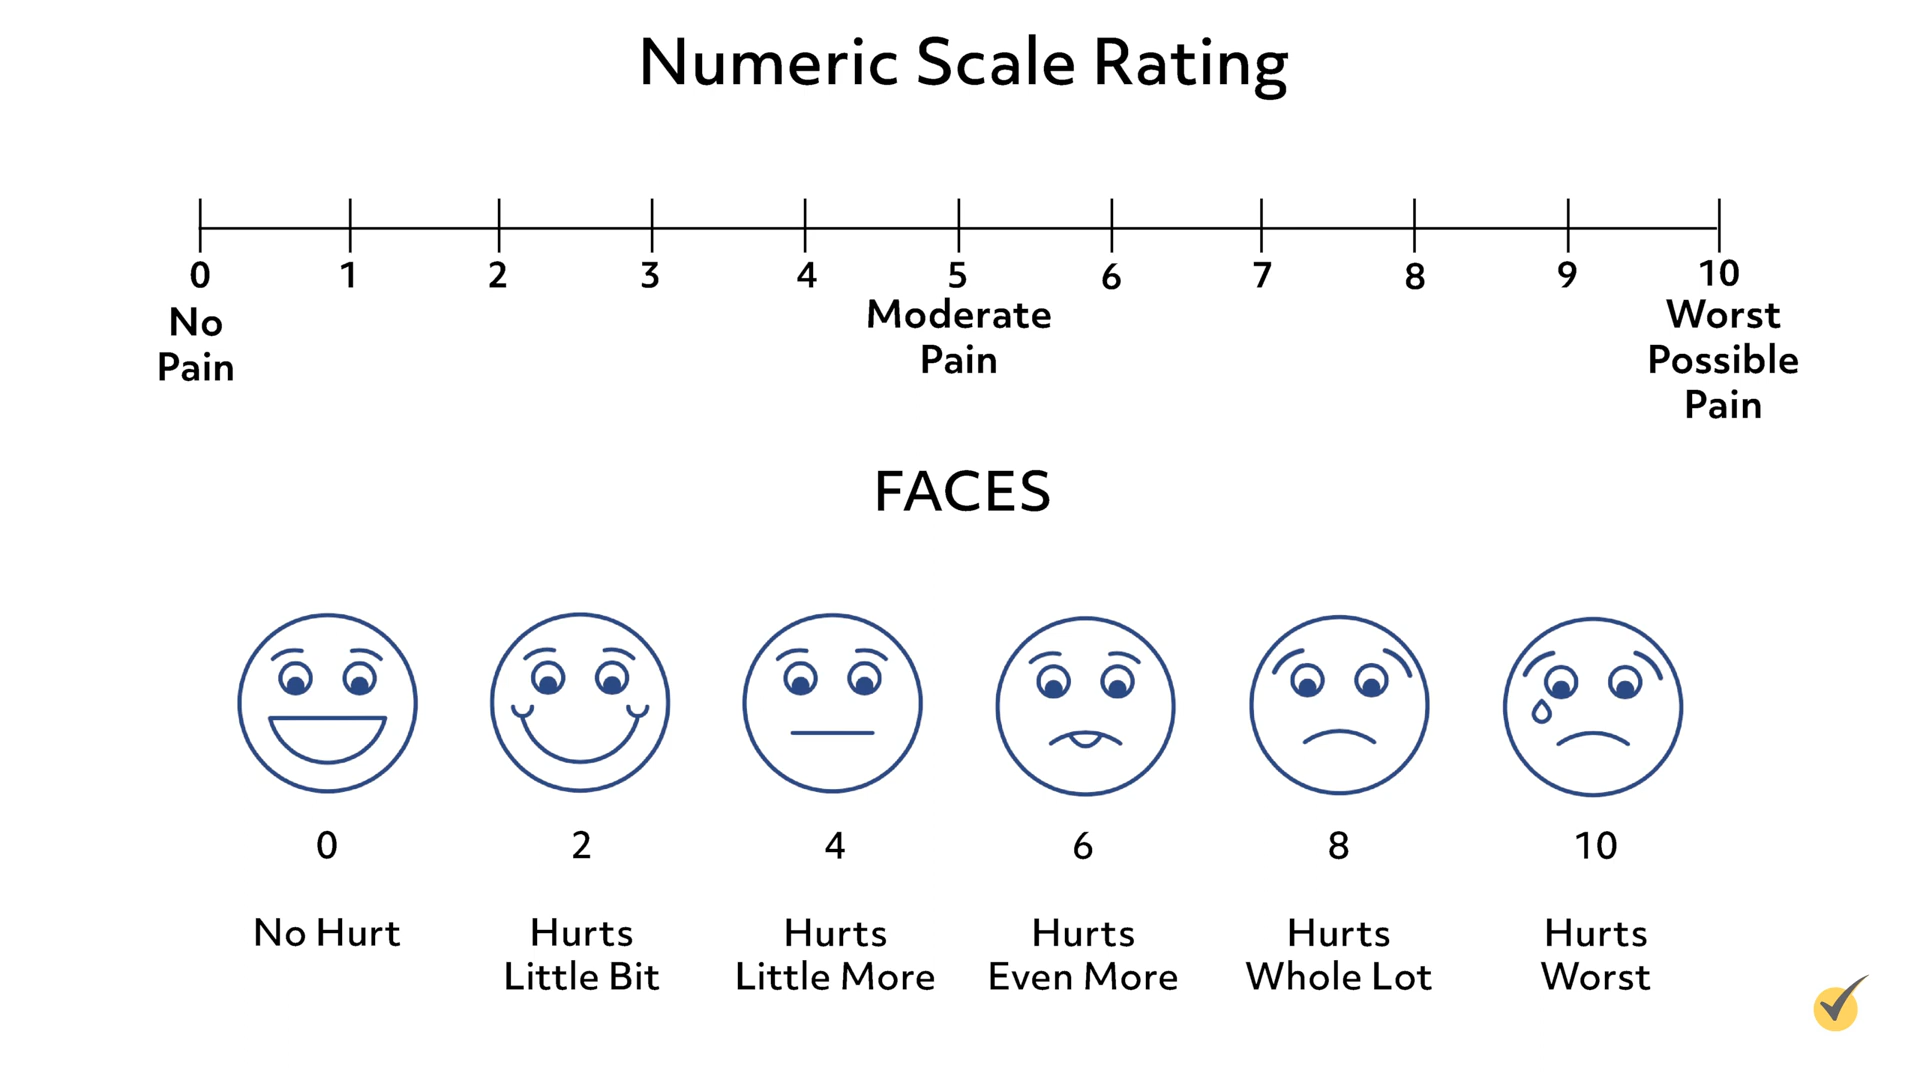 Numeric Scale Rating
0 1 2 3 4 5 6 7 8 9 10
No
Pain
Moderate
Pain
Worst
Possible
Pain
FACES
0 2 4 6 8 10
No Hurt
Hurts
Little Bit
Hurts
Little More
Hurts
Even More
Hurts
Whole Lot
Hurts
Worst